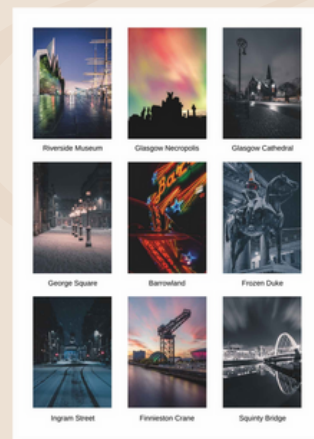 Riverside Museum
Glasgow Necropolis
Glasgow Cathedral
George Square
Barrowland
Frozen Duke
Ingram Street
Finnieston Crane
Squinty Bridge